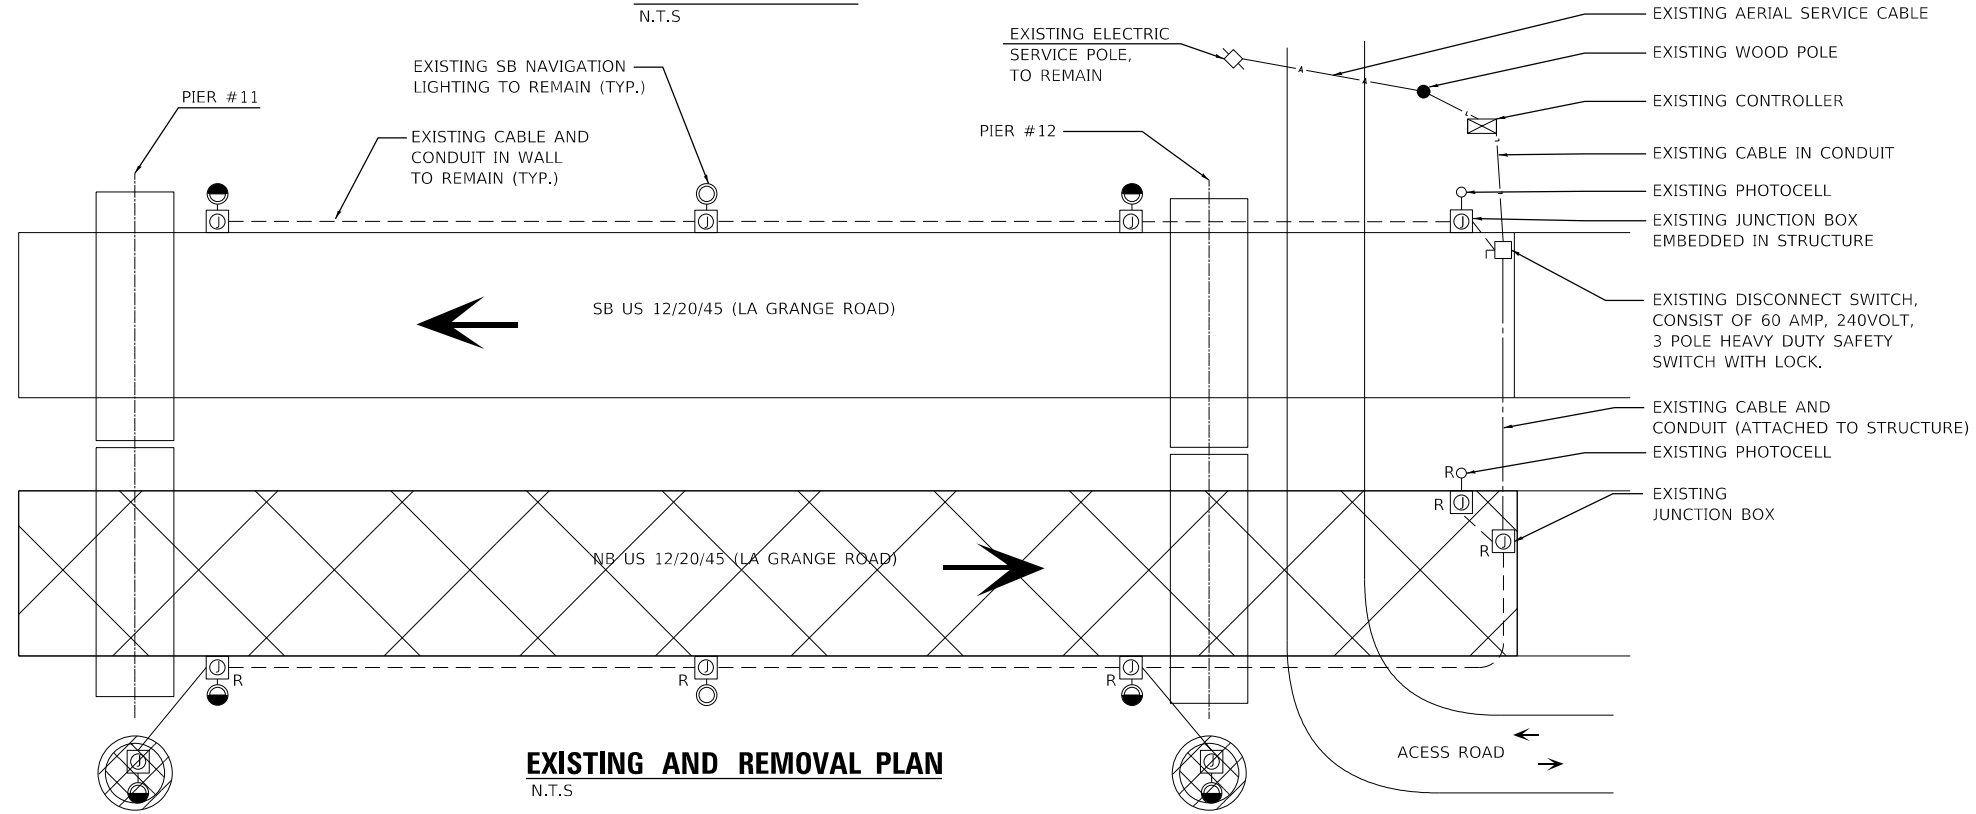 N.T.S
EXISTING AERIAL SERVICE CABLE
EXISTING ELECTRIC
SERVICE POLE,
TO REMAIN
EXISTING WOOD POLE
EXISTING SB NAVIGATION
LIGHTING TO REMAIN (TYP.)
PIER #11
A
A
EXISTING CONTROLLER
EXISTING CABLE AND
CONDUIT IN WALL
TO REMAIN (TYP.)
PIER #12
EXISTING CABLE IN CONDUIT
EXISTING PHOTOCELL
J
J
J
J
EXISTING JUNCTION BOX
EMBEDDED IN STRUCTURE
SB US 12/20/45 (LA GRANGE ROAD)
EXISTING DISCONNECT SWITCH,
CONSIST OF 60 AMP, 240VOLT,
3 POLE HEAVY DUTY SAFETY
SWITCH WITH LOCK.
EXISTING CABLE AND
CONDUIT (ATTACHED TO STRUCTURE)
EXISTING PHOTOCELL
R
R J
EXISTING
JUNCTION BOX
R J
NB US 12/20/45 (LA GRANGE ROAD)
J R
R J
R J
ACESS ROAD
J
J
EXISTING AND REMOVAL PLAN
N.T.S